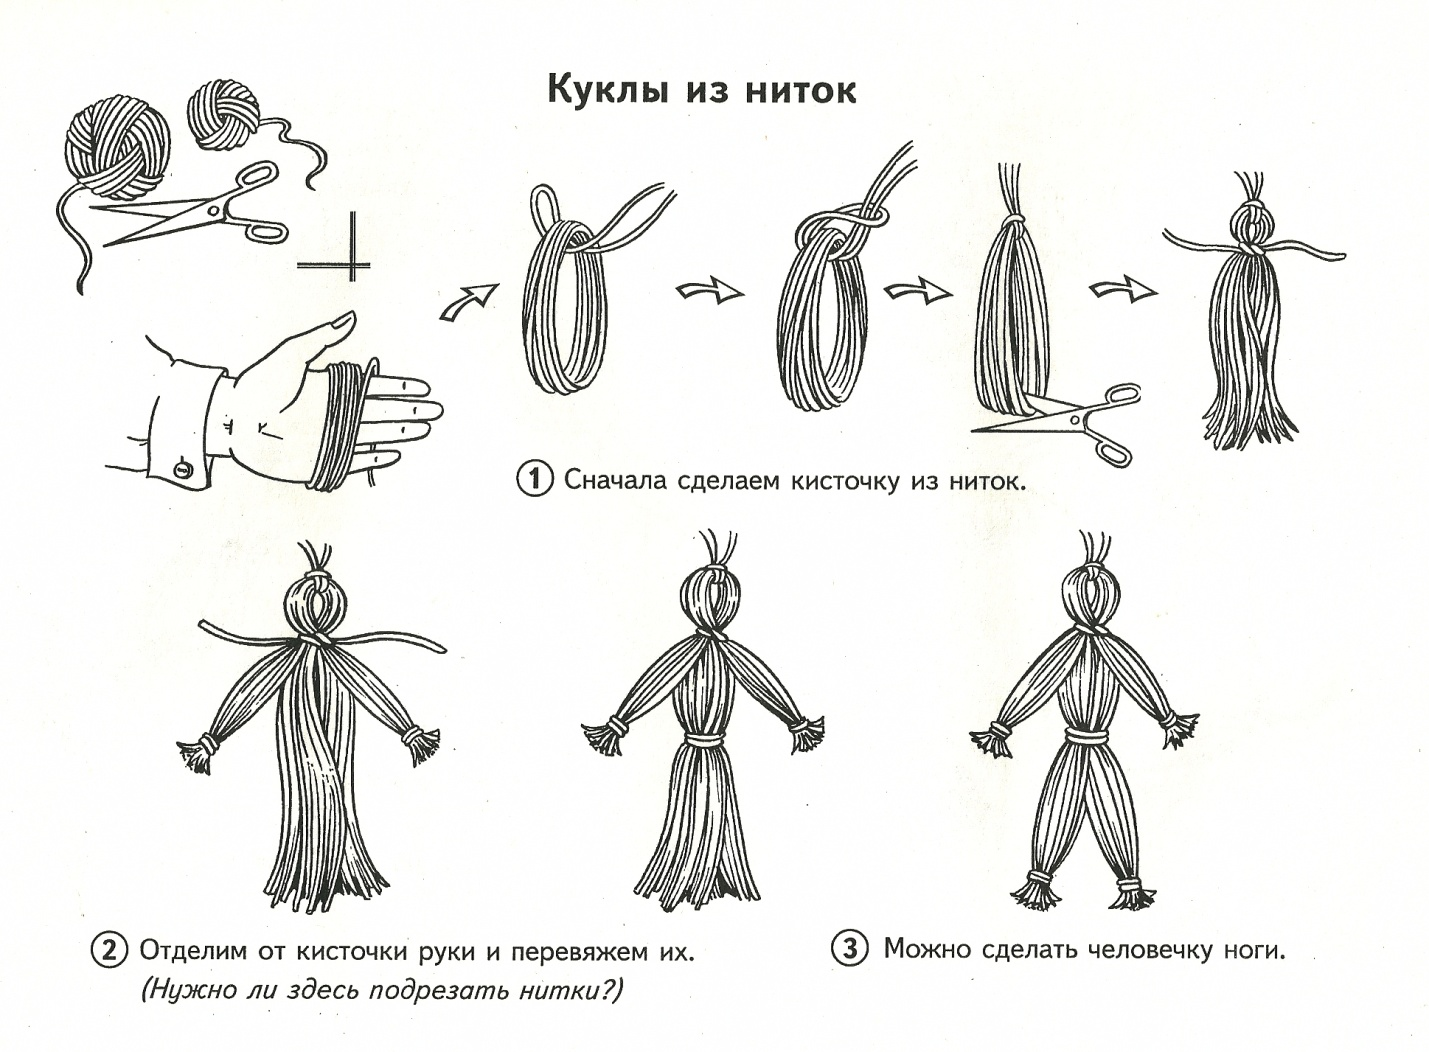 Куклы из ниток
1 Сначала сделаем кисточку из ниток.
2 Отделим от кисточки руки и перевяжем их.
(Нужно ли здесь подрезать нитки?)
3 Можно сделать человечку ноги.